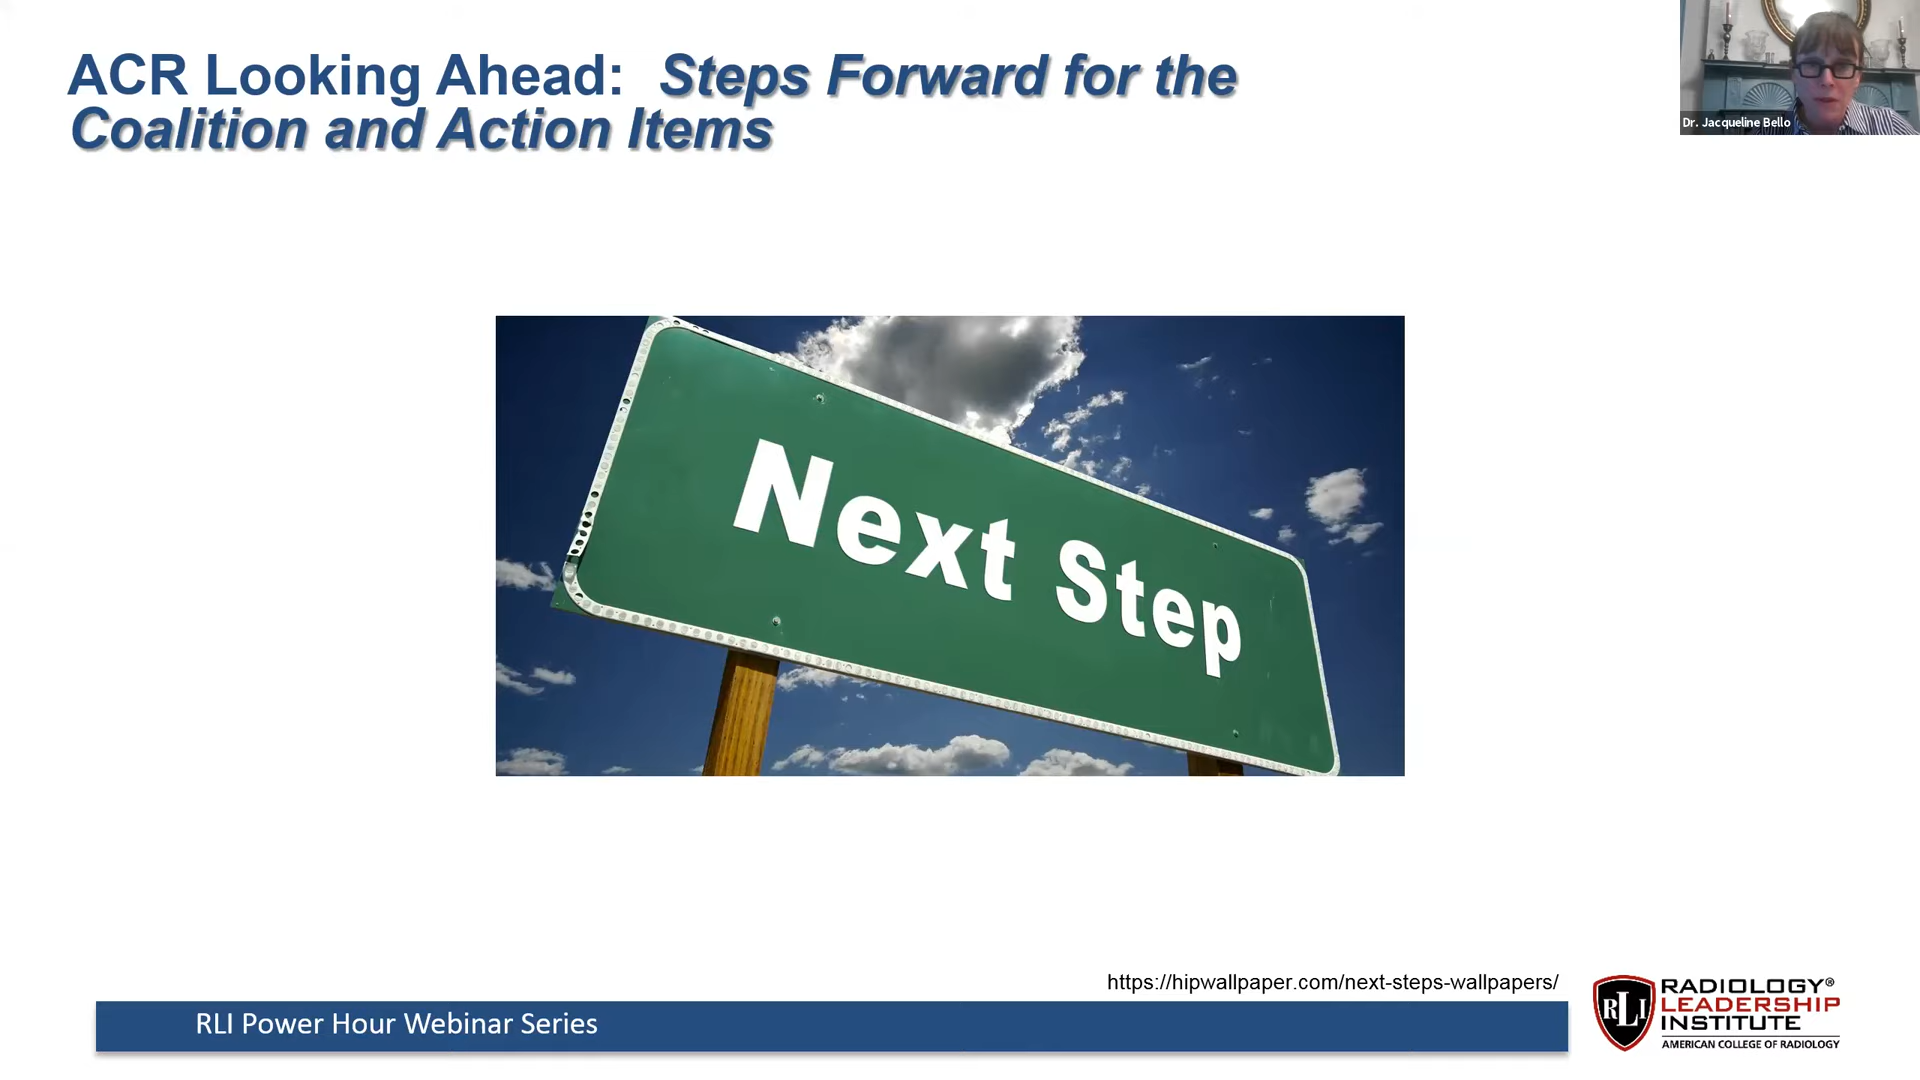 ACR Looking Ahead: Steps Forward for the
Coalition and Action Items
Dr. Jacqueline Bello
Next Step
https://hipwallpaper.com/next-steps-wallpapers/
RLI Power Hour Webinar Series
RLI
RADIOLOGY®
LEADERSHIP
INSTITUTE
AMERICAN COLLEGE OF RADIOLOGY